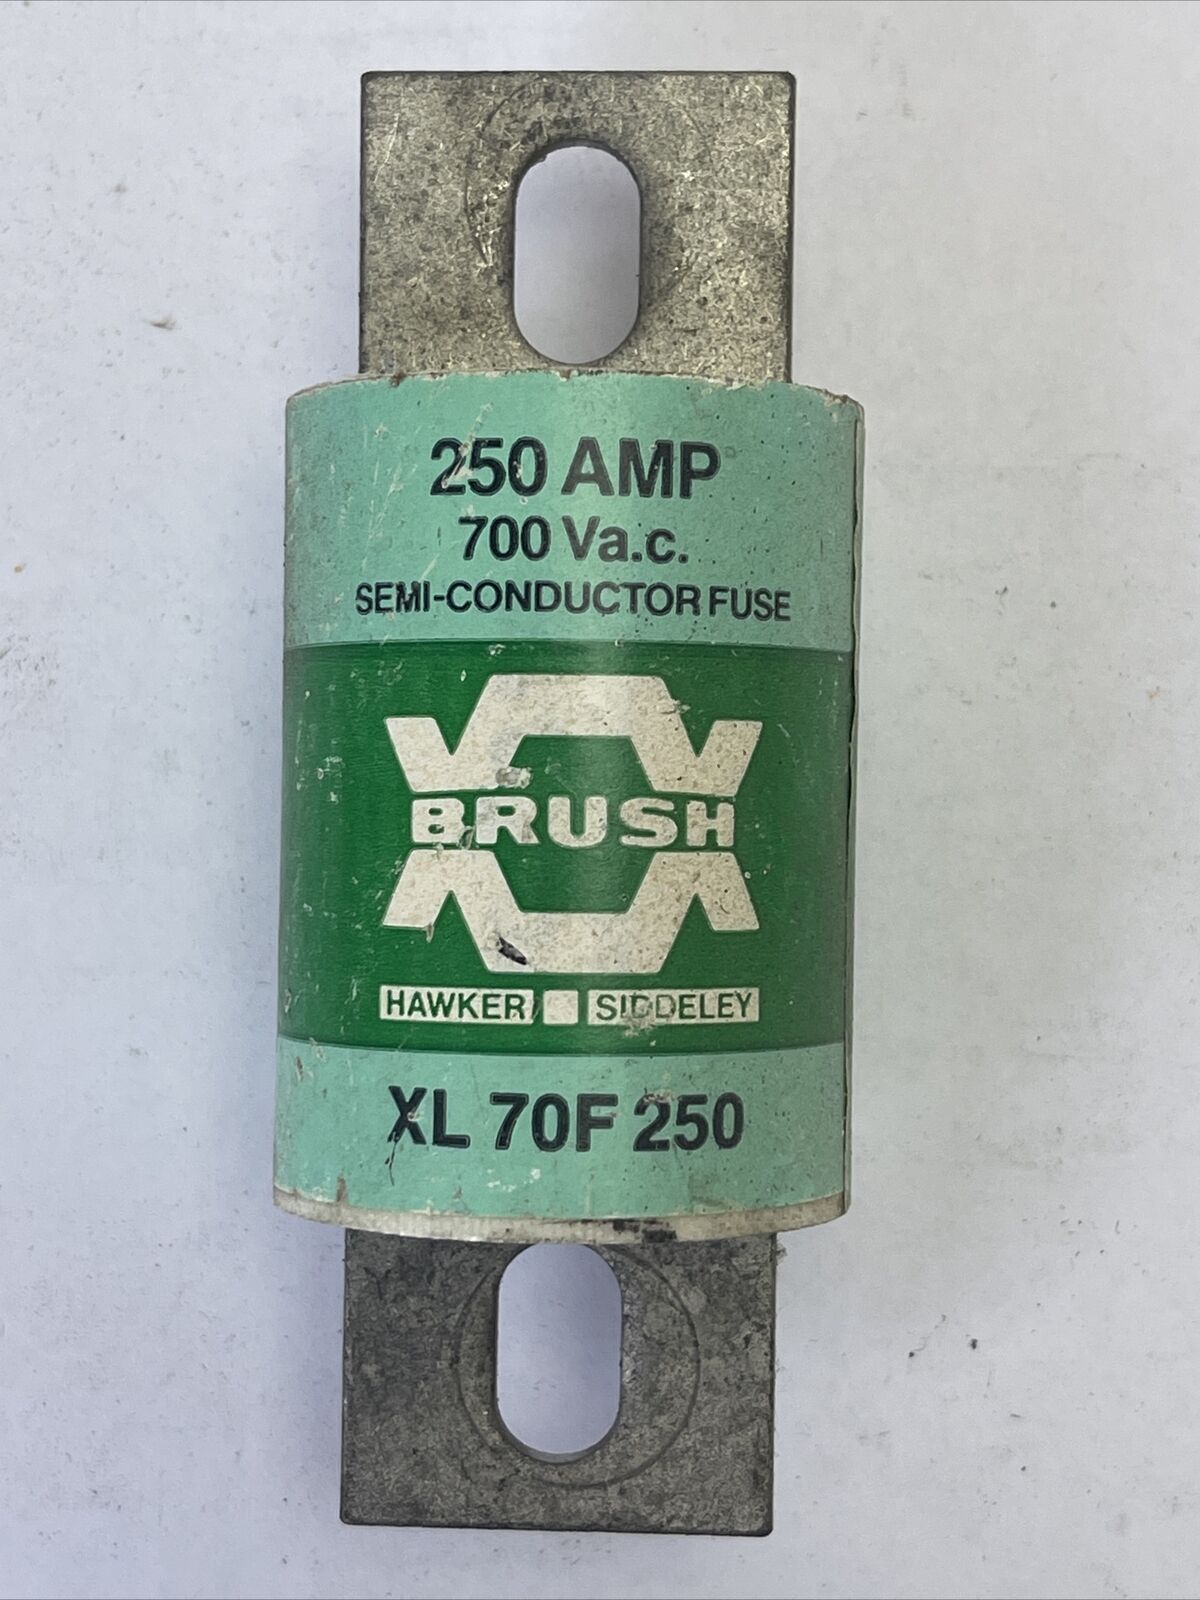 250 AMP
700 Va.c.
SEMI-CONDUCTOR FUSE
BRUSH
HAWKER SIDDELEY
XL 70F 250